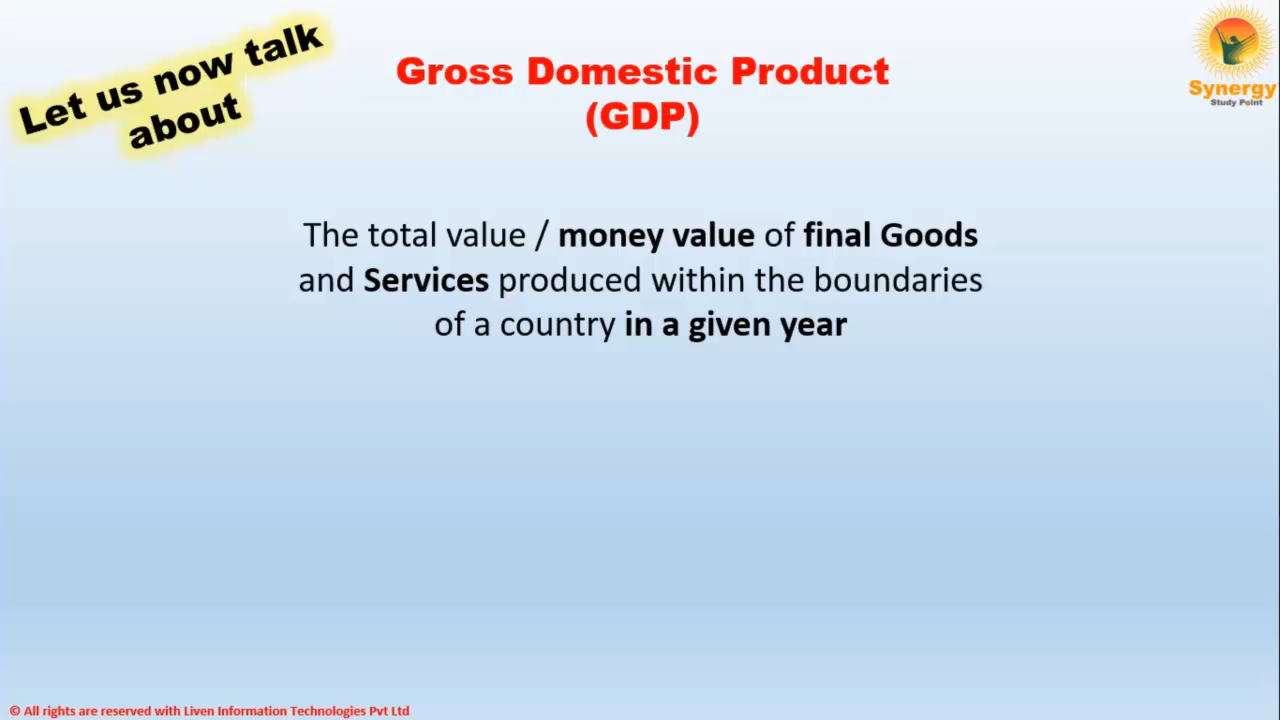 Let us now talk
about
Gross Domestic Product
(GDP)
Synergy
Study Point
The total value / money value of final Goods
and Services produced within the boundaries
of a country in a given year
© All rights are reserved with Liven Information Technologies Pvt Ltd